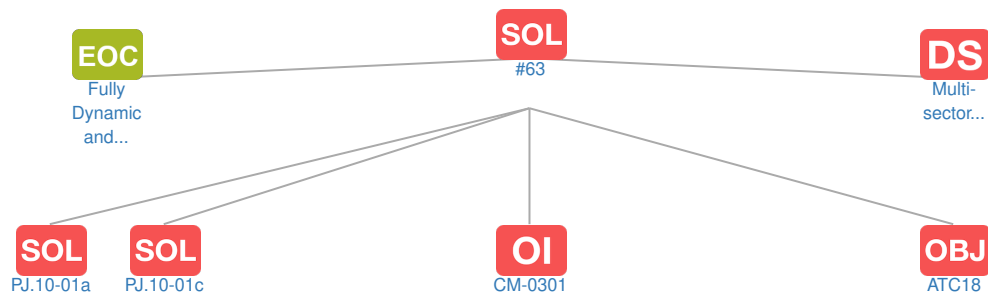 SOL
#63
EOC
Fully
Dynamic
and...
DS
Multi-
sector...
SOL
PJ.10-01a
SOL
PJ.10-01c
OI
CM-0301
OBJ
ATC18